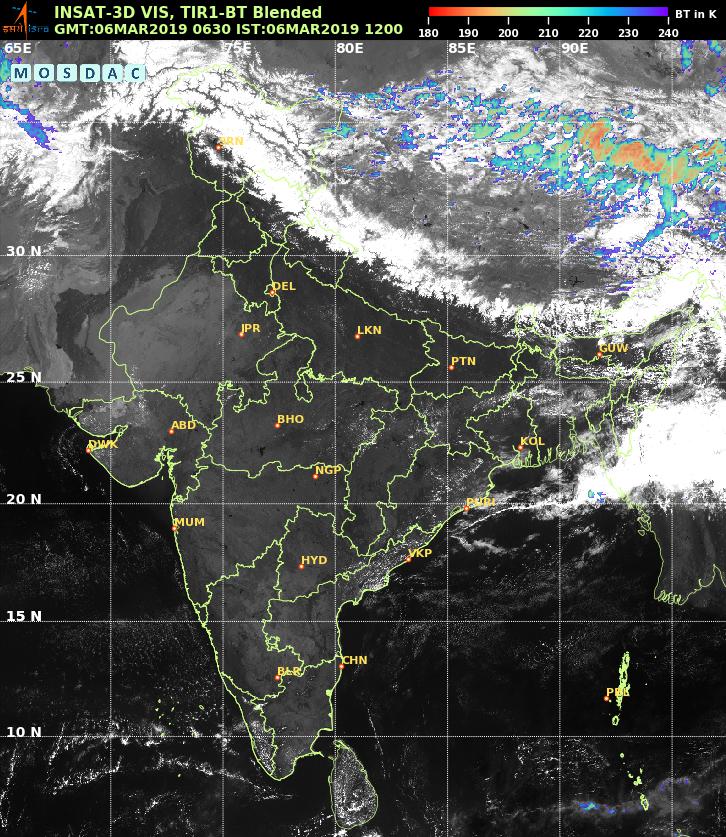 INSAT-3D VIS, TIR1-BT Blended
GMT:06MAR2019 0630 IST:06MAR2019 1200
BT in K
180 190 200 210 220 230 240
65E 70E 75E 80E 85E 90E
M O S D A C
SRN
30 N
DEL
JPR LKN
GUW
PTN
25 N
ABD BHO
DWK KOL
NGP
20 N
PURI
MUM
VKP
HYD
15 N
CHN
BLR
PBL
10 N